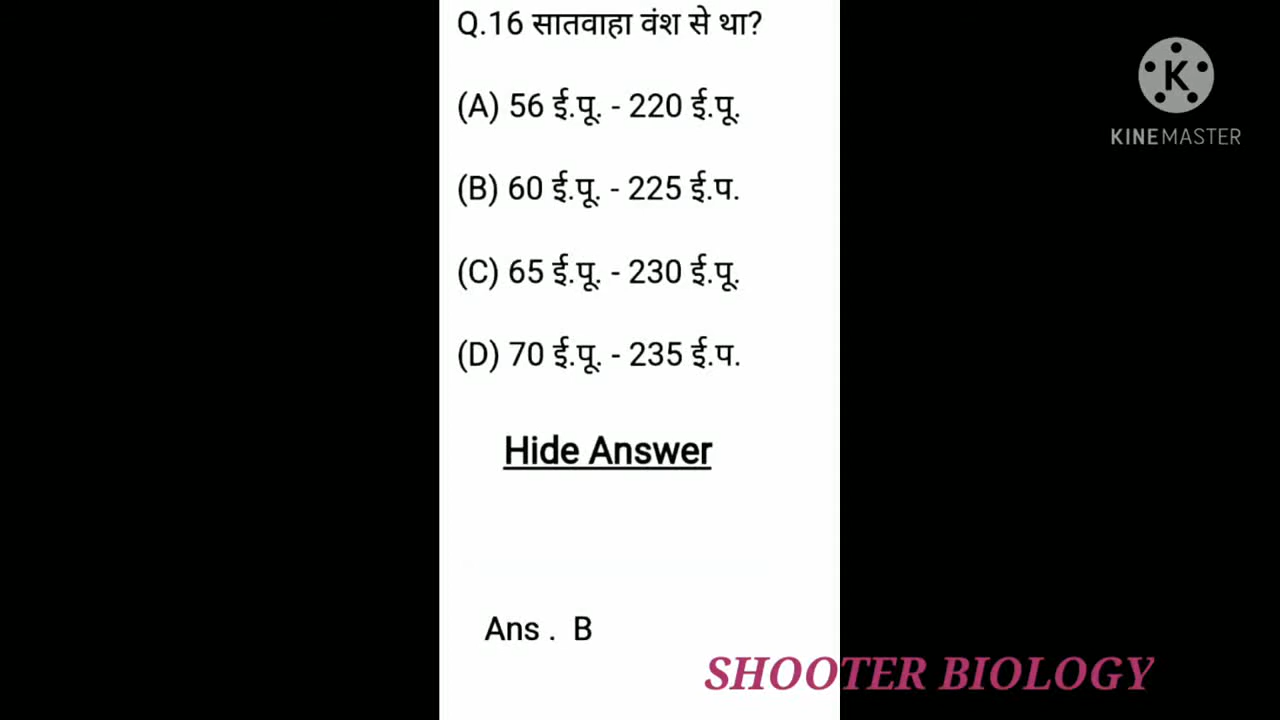 Q.16 सातवाहा वंश से था?
(A) 56 ई.पू. - 220 ई.पू.
(B) 60 ई.पू. - 225 ई.प.
(C) 65 ई.पू. - 230 ई.पू.
(D) 70 ई.पू. - 235 ई.प.
Hide Answer
Ans . B
K
KINEMASTER
SHOOTER BIOLOGY